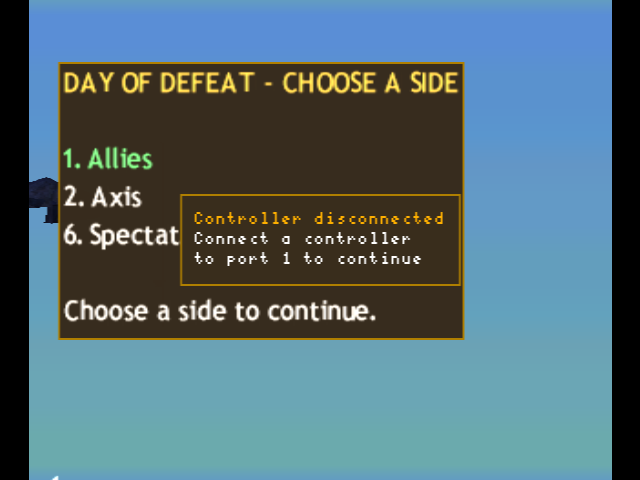 DAY OF DEFEAT - CHOOSE A SIDE
1. Allies
2. Axis
6. Spectat
Controller disconnected
Connect a controller
to port 1 to continue
Choose a side to continue.